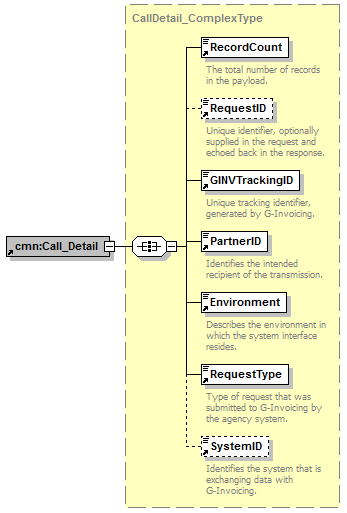 CallDetail_ComplexType
RecordCount
The total number of records
in the payload.
RequestID
Unique identifier, optionally
supplied in the request and
echoed back in the response.
GINVTrackingID
Unique tracking identifier,
generated by G-Invoicing.
cmn:Call_Detail
PartnerID
Identifies the intended
recipient of the transmission.
Environment
Describes the environment in
which the system interface
resides.
RequestType
Type of request that was
submitted to G-Invoicing by
the agency system.
SystemID
Identifies the system that is
exchanging data with
G-Invoicing.